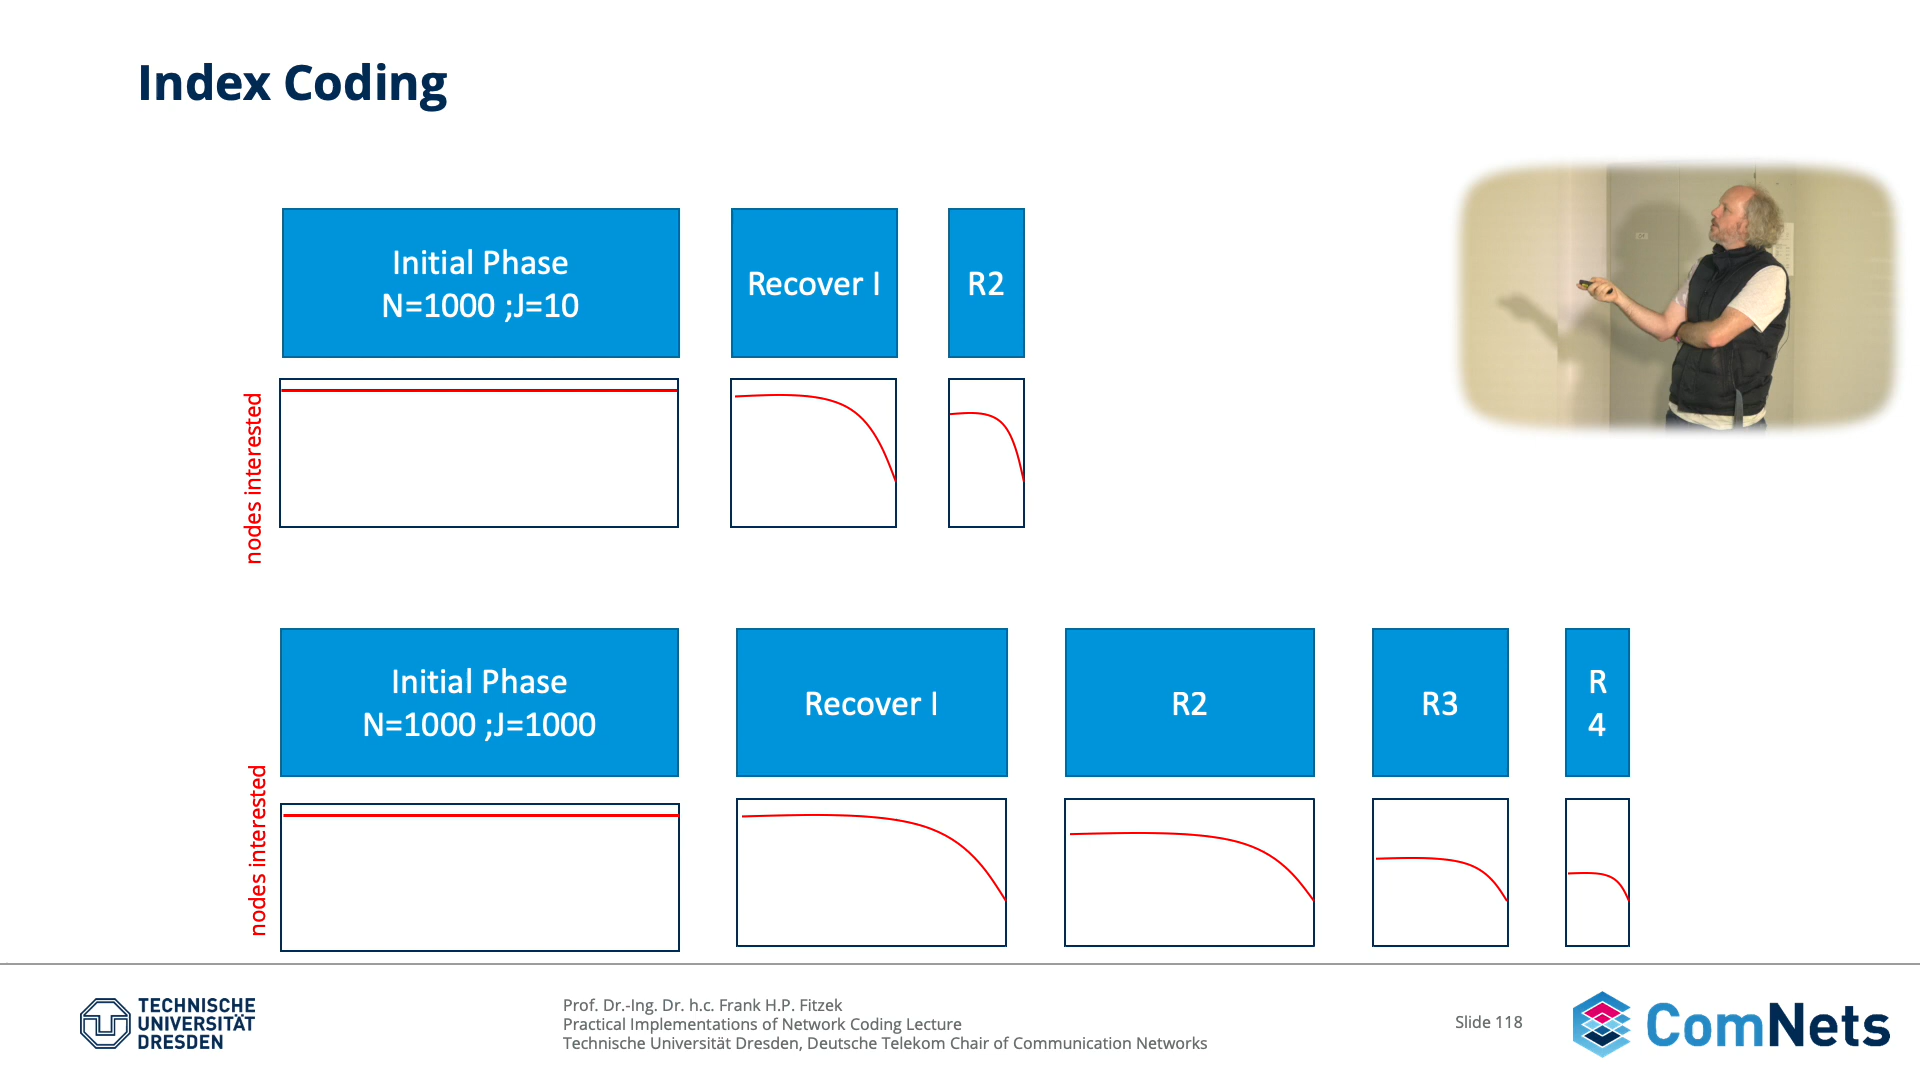 Index Coding
Initial Phase
N=1000 ;J=10
Recover I
R2
nodes interested
Initial Phase
N=1000 ;J=1000
Recover I
R2
R3
R
4
nodes interested
TECHNISCHE
UNIVERSITÄT
DRESDEN
Prof. Dr.-Ing. Dr. h.c. Frank H.P. Fitzek
Practical Implementations of Network Coding Lecture
Technische Universität Dresden, Deutsche Telekom Chair of Communication Networks
Slide 118
ComNets